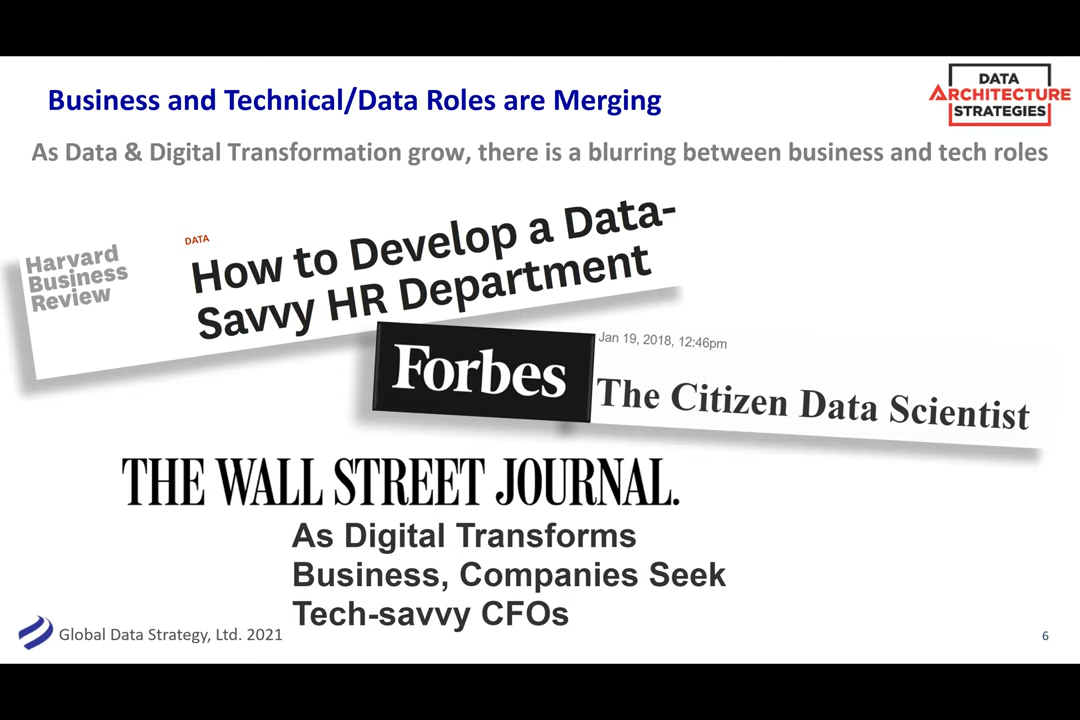 Business and Technical/Data Roles are Merging
DATA
ARCHITECTURE
STRATEGIES
As Data & Digital Transformation grow, there is a blurring between business and tech roles
Harvard
Business
Review
DATA
How to Develop a Data-
Savvy HR Department
Forbes
Jan 19, 2018, 12:46pm
The Citizen Data Scientist
THE WALL STREET JOURNAL.
As Digital Transforms
Business, Companies Seek
Tech-savvy CFOs
Global Data Strategy, Ltd. 2021
6